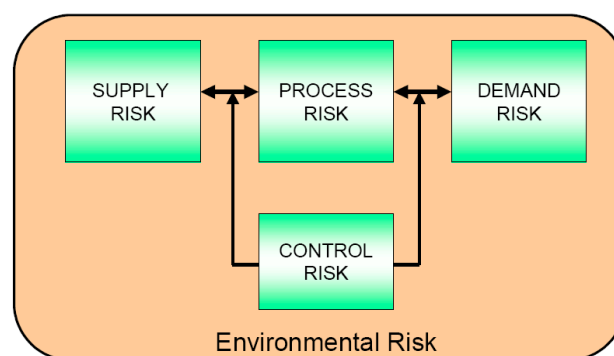 SUPPLY
RISK
PROCESS
RISK
DEMAND
RISK
CONTROL
RISK
Environmental Risk